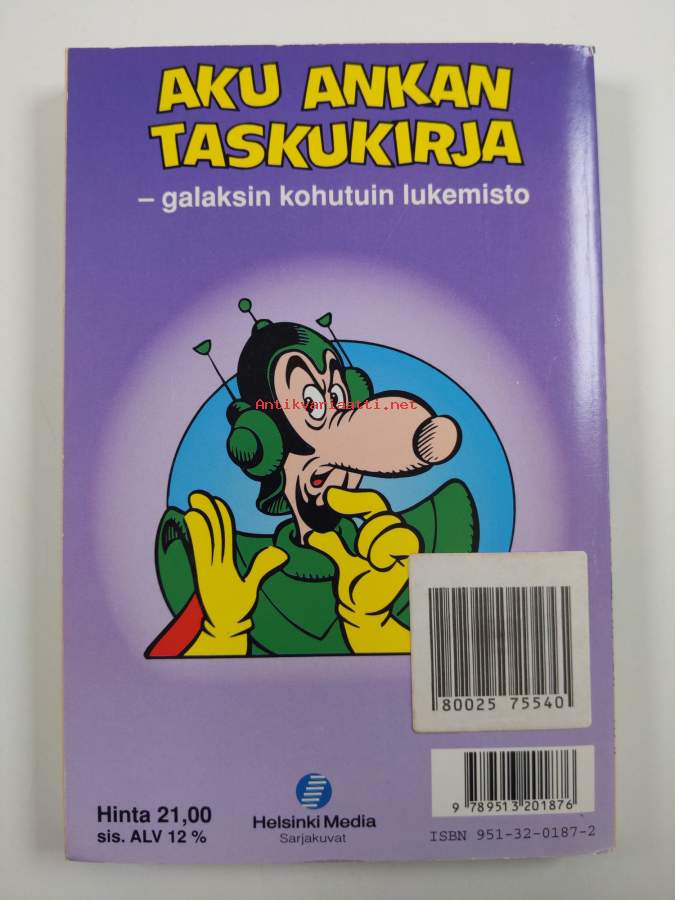 AKU ANKAN
TASKUKIRJA
– galaksin kohutuin lukemisto
Antikvariaatti.net
80025 75540
9 789513 201876
Hinta 21,00
sis. ALV 12 %
Helsinki Media
Sarjakuvat
ISBN 951-32-0187-2